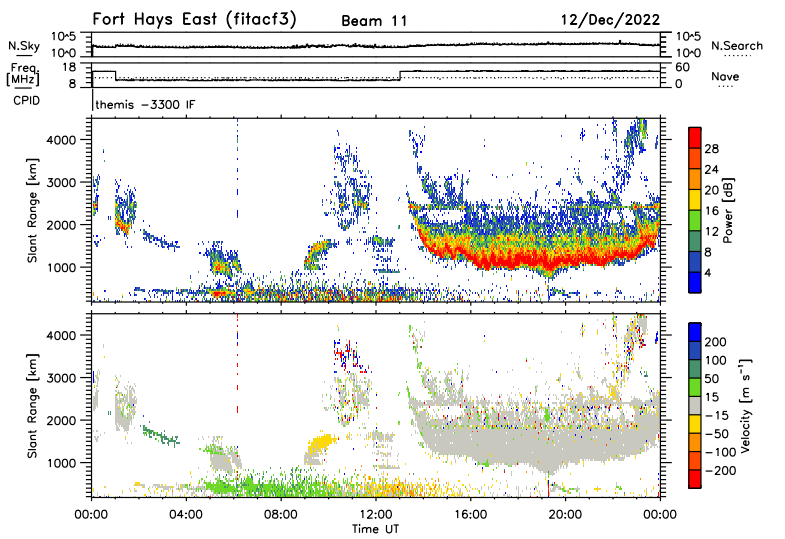 Fort Hays East (fitacf3) Beam 11 12/Dec/2022
N.Sky 10^5 10^0 10^5 10^0 N.Search
Freq. [MHz] 18 8 60 0 Nave
CPID themis -3300 IF
Slant Range [km] 4000 3000 2000 1000
28 24 20 16 12 8 4 Power [dB]
Slant Range [km] 4000 3000 2000 1000
200 100 50 15 -15 -50 -100 -200 Velocity [m s⁻¹]
00:00 04:00 08:00 12:00 16:00 20:00 00:00
Time UT